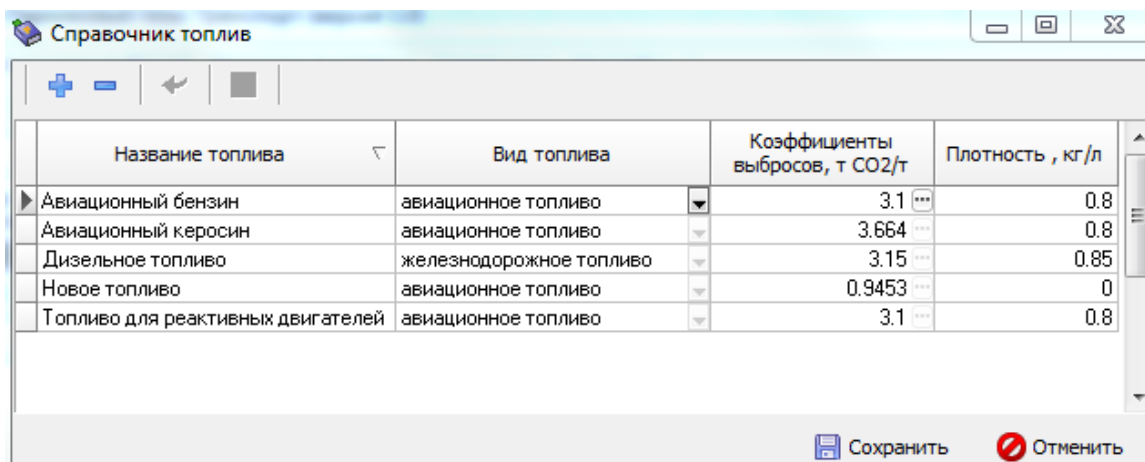 Справочник топлив
Название топлива Вид топлива Коэффициенты выбросов, т CO2/т Плотность , кг/л
Авиационный бензин авиационное топливо 3.1 0.8
Авиационный керосин авиационное топливо 3.664 0.8
Дизельное топливо железнодорожное топливо 3.15 0.85
Новое топливо авиационное топливо 0.9453 0
Топливо для реактивных двигателей авиационное топливо 3.1 0.8
Сохранить Отменить